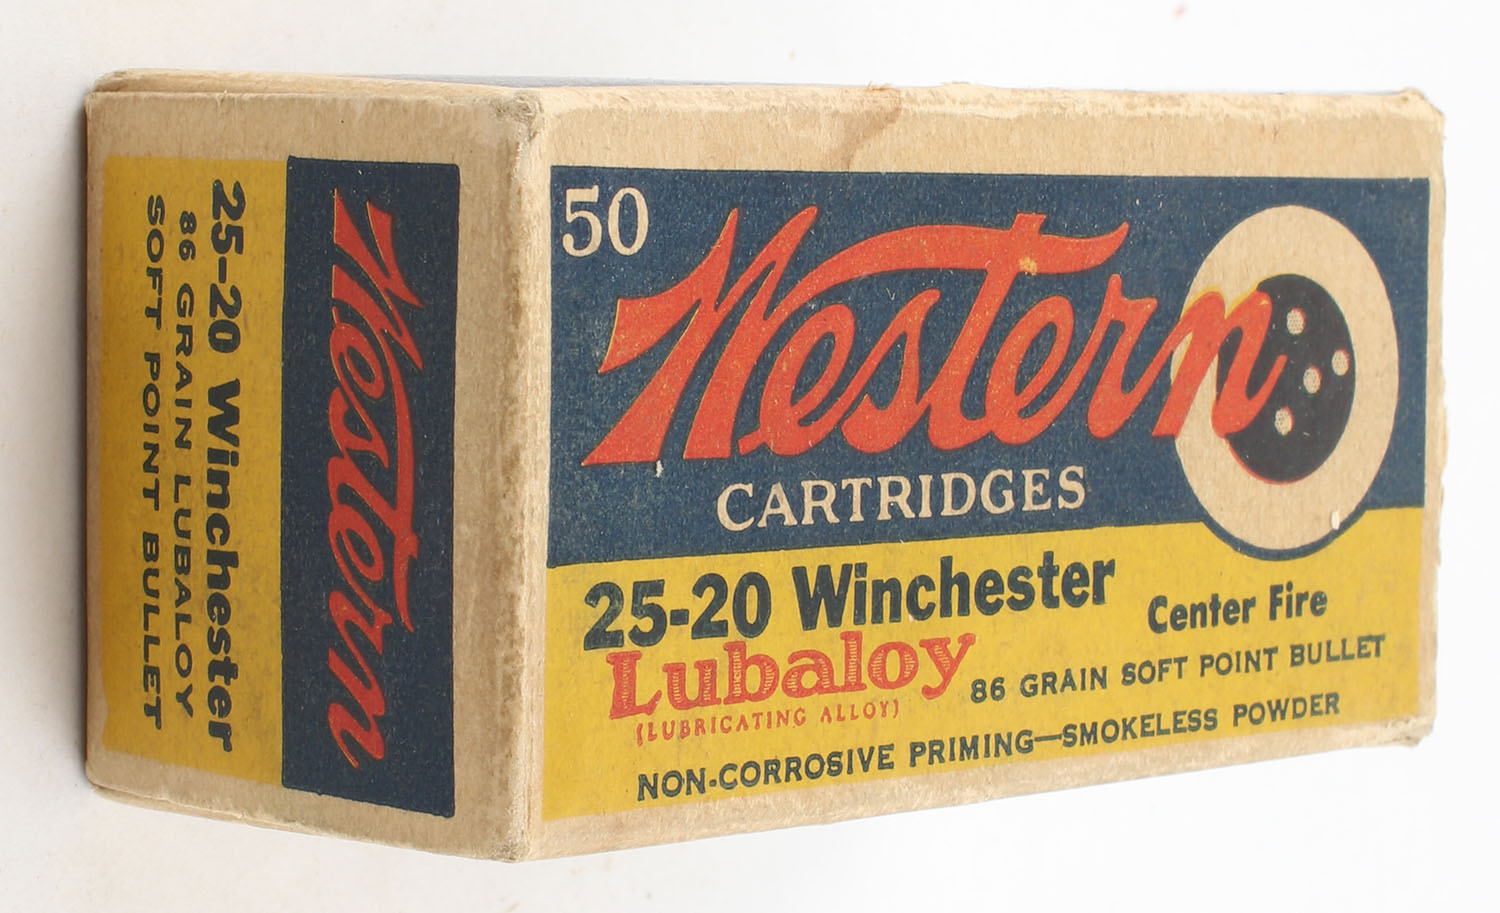 50
Western
CARTRIDGES
25-20 Winchester
Center Fire
Lubaloy
(LUBRICATING ALLOY)
86 GRAIN SOFT POINT BULLET
NON-CORROSIVE PRIMING—SMOKELESS POWDER
Western
25-20 Winchester
86 GRAIN LUBALOY
SOFT POINT BULLET